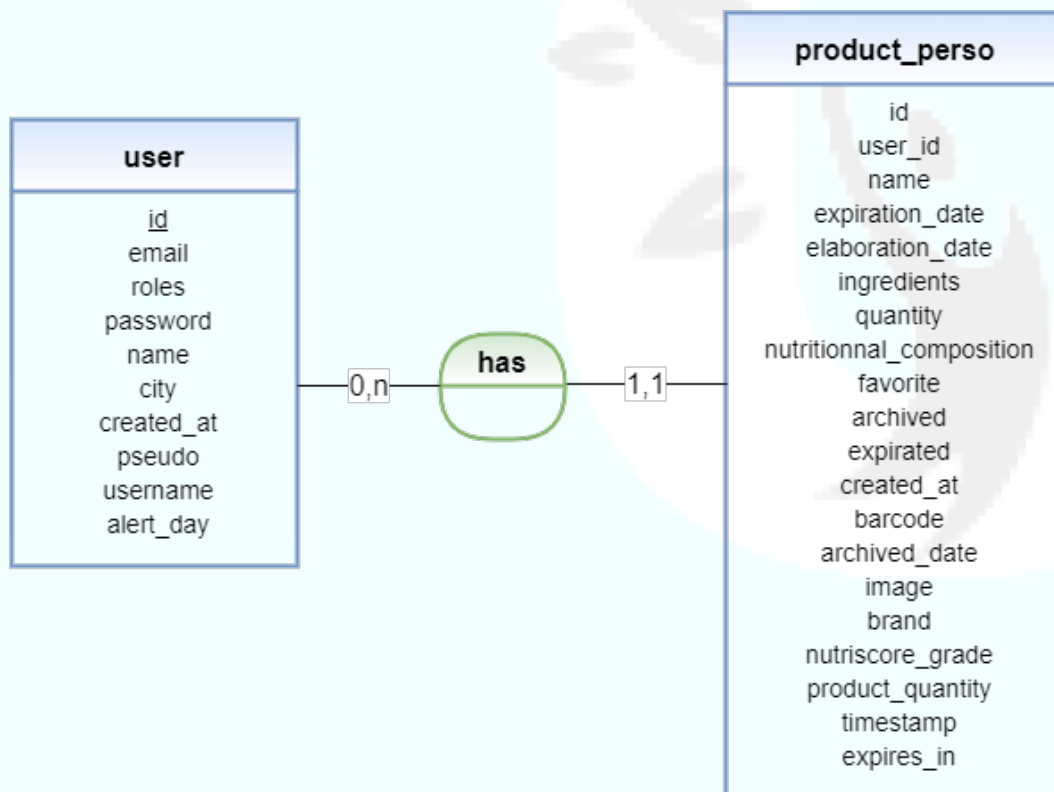 user
id
email
roles
password
name
city
created_at
pseudo
username
alert_day
0,n
has
1,1
product_perso
id
user_id
name
expiration_date
elaboration_date
ingredients
quantity
nutritionnal_composition
favorite
archived
expirated
created_at
barcode
archived_date
image
brand
nutriscore_grade
product_quantity
timestamp
expires_in